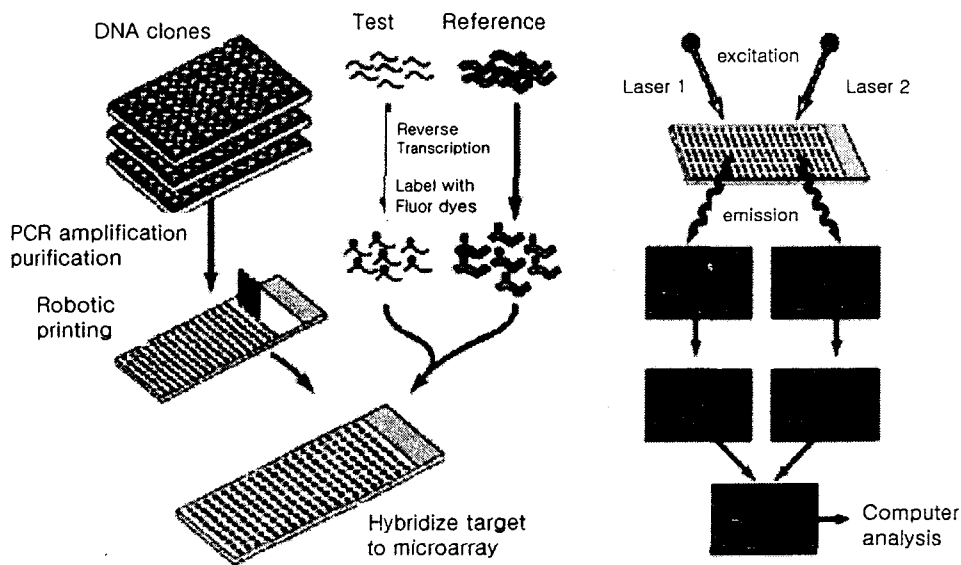 DNA clones
PCR amplification
purification
Robotic
printing
Test
Reference
Reverse
Transcription
Label with
Fluor dyes
Hybridize target
to microarray
excitation
Laser 1
Laser 2
emission
Computer
analysis